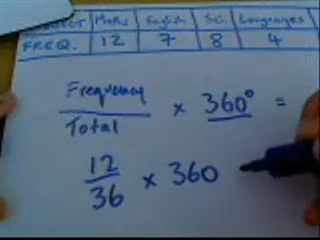 Maths English Sci. Languages
FREQ. 12 7 8 4
Frequency
Total × 360° =
12
36 × 360